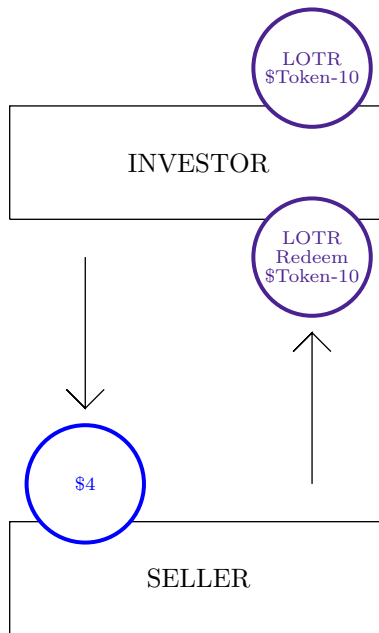 LOTR
$Token-10
INVESTOR
LOTR
Redeem
$Token-10
$4
SELLER